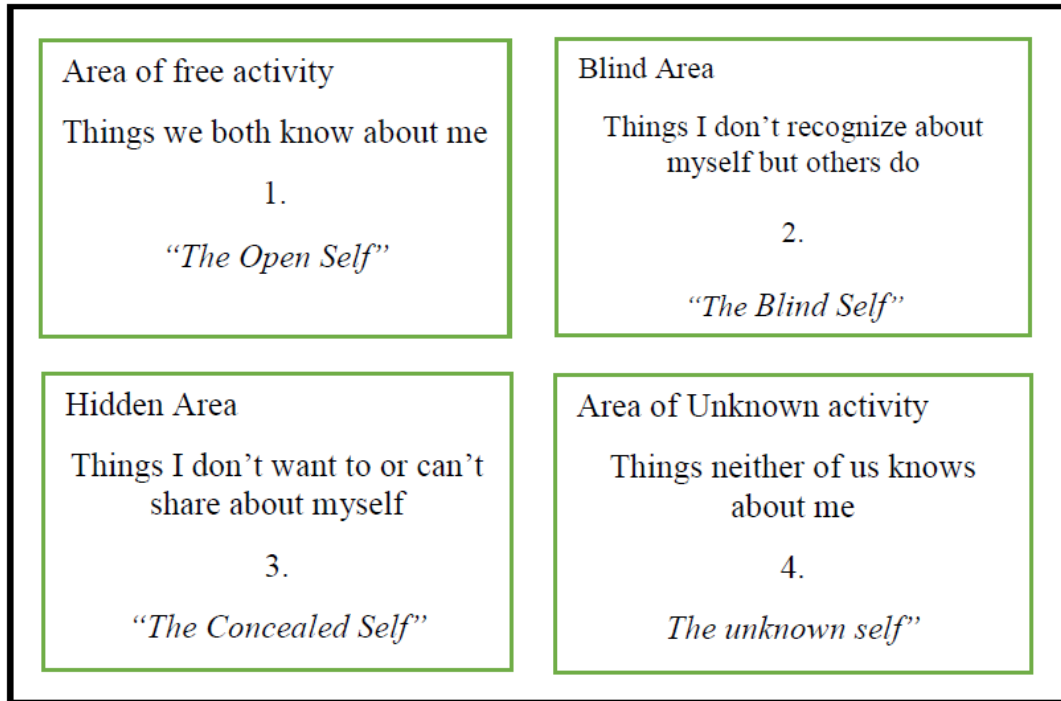 Area of free activity
Things we both know about me
1.
“The Open Self”
Blind Area
Things I don’t recognize about
myself but others do
2.
“The Blind Self”
Hidden Area
Things I don’t want to or can’t
share about myself
3.
“The Concealed Self”
Area of Unknown activity
Things neither of us knows
about me
4.
The unknown self”